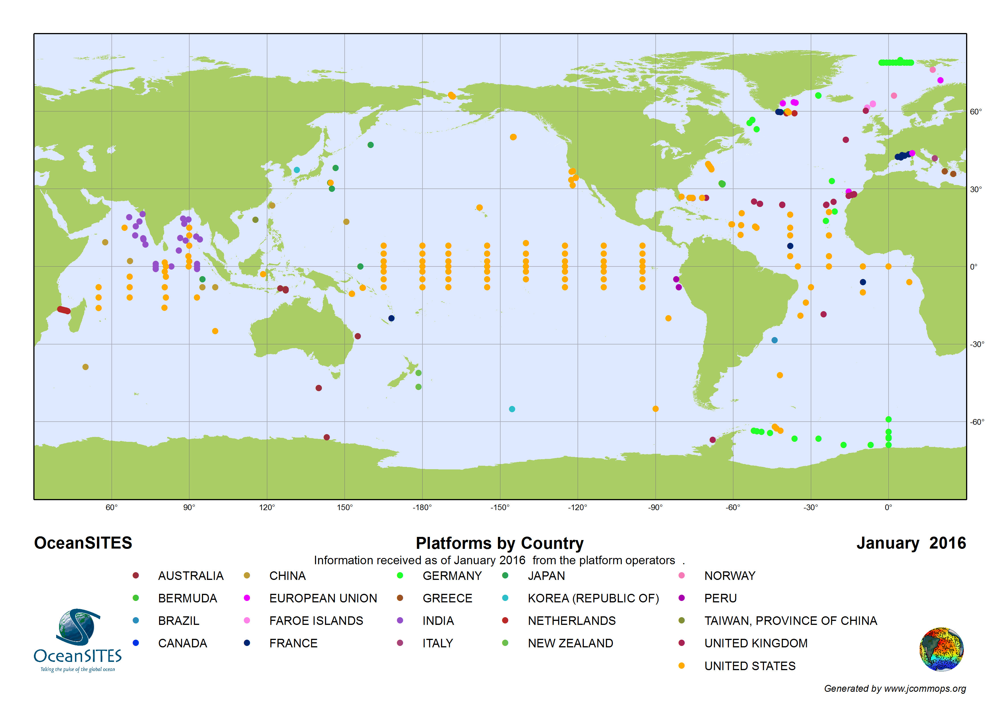 60°
30°
0°
-30°
-60°
60° 90° 120° 150° -180° -150° -120° -90° -60° -30° 0°
OceanSITES Platforms by Country January 2016
Information received as of January 2016 from the platform operators .
AUSTRALIA CHINA GERMANY JAPAN NORWAY
BERMUDA EUROPEAN UNION GREECE KOREA (REPUBLIC OF) PERU
BRAZIL FAROE ISLANDS INDIA NETHERLANDS TAIWAN, PROVINCE OF CHINA
CANADA FRANCE ITALY NEW ZEALAND UNITED KINGDOM
UNITED STATES
OceanSITES
Taking the pulse of the global ocean
Generated by www.jcommops.org